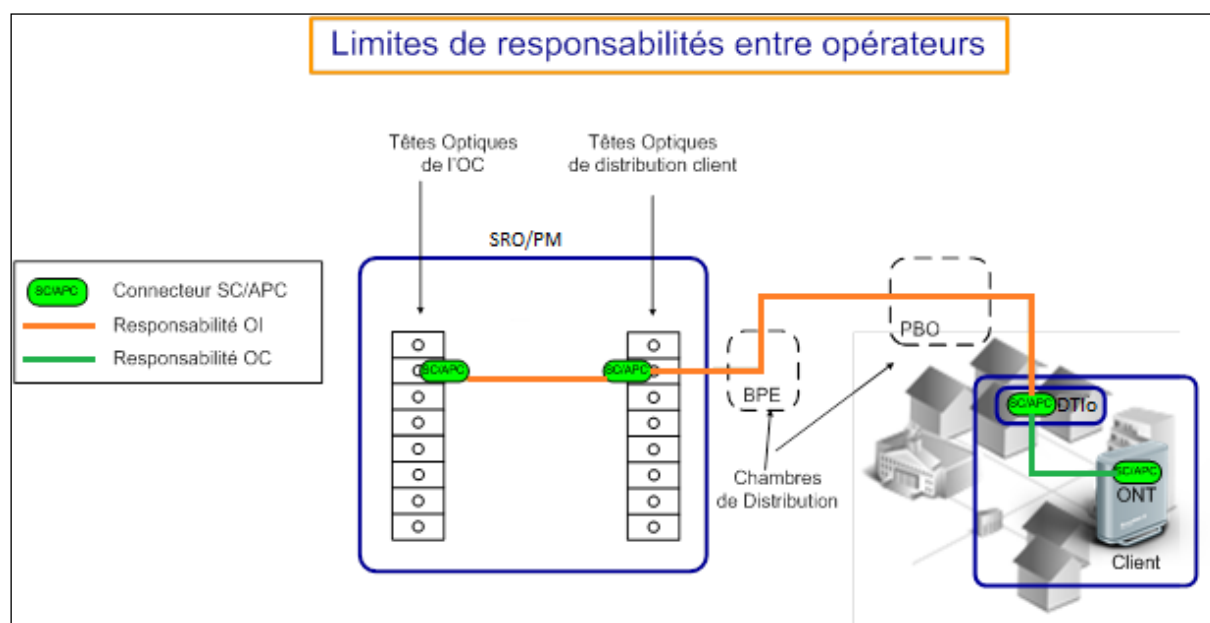 Limites de responsabilités entre opérateurs
Têtes Optiques
de l'OC
Têtes Optiques
de distribution client
SRO/PM
SC/APC
Connecteur SC/APC
Responsabilité OI
Responsabilité OC
SC/APC
SC/APC
BPE
PBO
Chambres
de Distribution
SC/APC
DTIo
SC/APC
ONT
Client